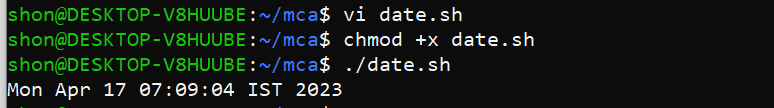 shon@DESKTOP-V8HUUBE:~/mca$ vi date.sh
shon@DESKTOP-V8HUUBE:~/mca$ chmod +x date.sh
shon@DESKTOP-V8HUUBE:~/mca$ ./date.sh
Mon Apr 17 07:09:04 IST 2023